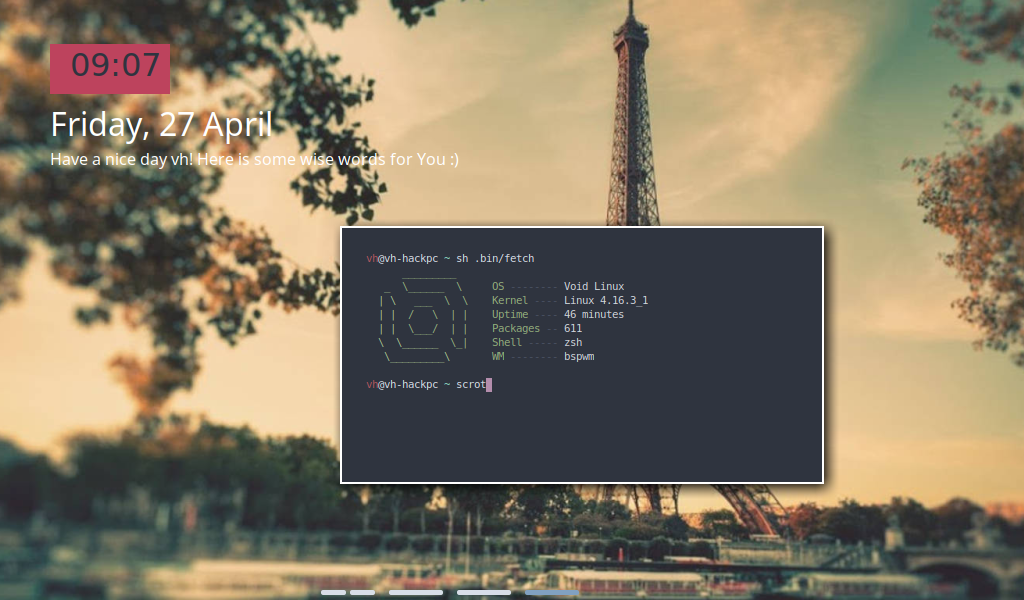 09:07
Friday, 27 April
Have a nice day vh! Here is some wise words for You :)
vh@vh-hackpc ~ sh .bin/fetch
OS -------- Void Linux
Kernel ---- Linux 4.16.3_1
Uptime ---- 46 minutes
Packages -- 611
Shell ----- zsh
WM -------- bspwm
vh@vh-hackpc ~ scrot